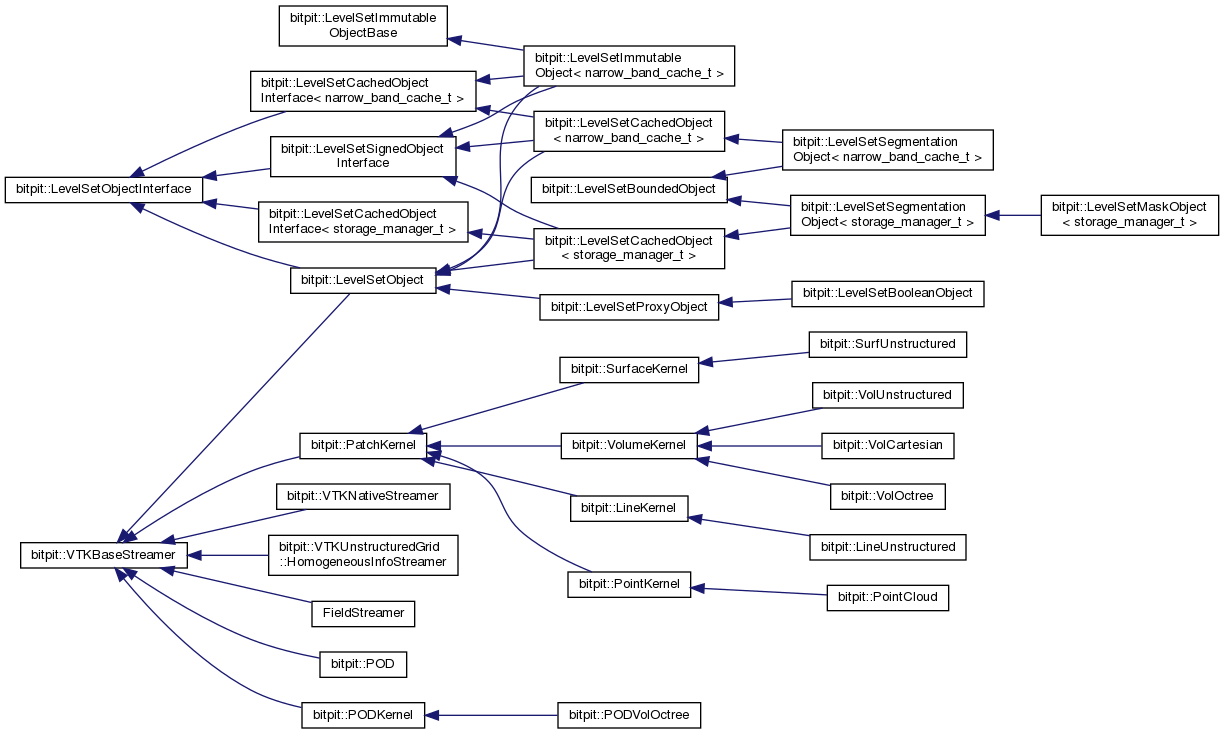 bitpit::LevelSetImmutable
ObjectBase
bitpit::LevelSetImmutable
Object< narrow_band_cache_t >
bitpit::LevelSetCachedObject
Interface< narrow_band_cache_t >
bitpit::LevelSetCachedObject
< narrow_band_cache_t >
bitpit::LevelSetSegmentation
Object< narrow_band_cache_t >
bitpit::LevelSetSignedObject
Interface
bitpit::LevelSetObjectInterface
bitpit::LevelSetBoundedObject
bitpit::LevelSetCachedObject
Interface< storage_manager_t >
bitpit::LevelSetSegmentation
Object< storage_manager_t >
bitpit::LevelSetMaskObject
< storage_manager_t >
bitpit::LevelSetCachedObject
< storage_manager_t >
bitpit::LevelSetObject
bitpit::LevelSetProxyObject
bitpit::LevelSetBooleanObject
bitpit::SurfaceKernel
bitpit::SurfUnstructured
bitpit::PatchKernel
bitpit::VolumeKernel
bitpit::VolUnstructured
bitpit::VolCartesian
bitpit::VolOctree
bitpit::VTKNativeStreamer
bitpit::LineKernel
bitpit::LineUnstructured
bitpit::VTKBaseStreamer
bitpit::VTKUnstructuredGrid
::HomogeneousInfoStreamer
bitpit::PointKernel
bitpit::PointCloud
FieldStreamer
bitpit::POD
bitpit::PODKernel
bitpit::PODVolOctree